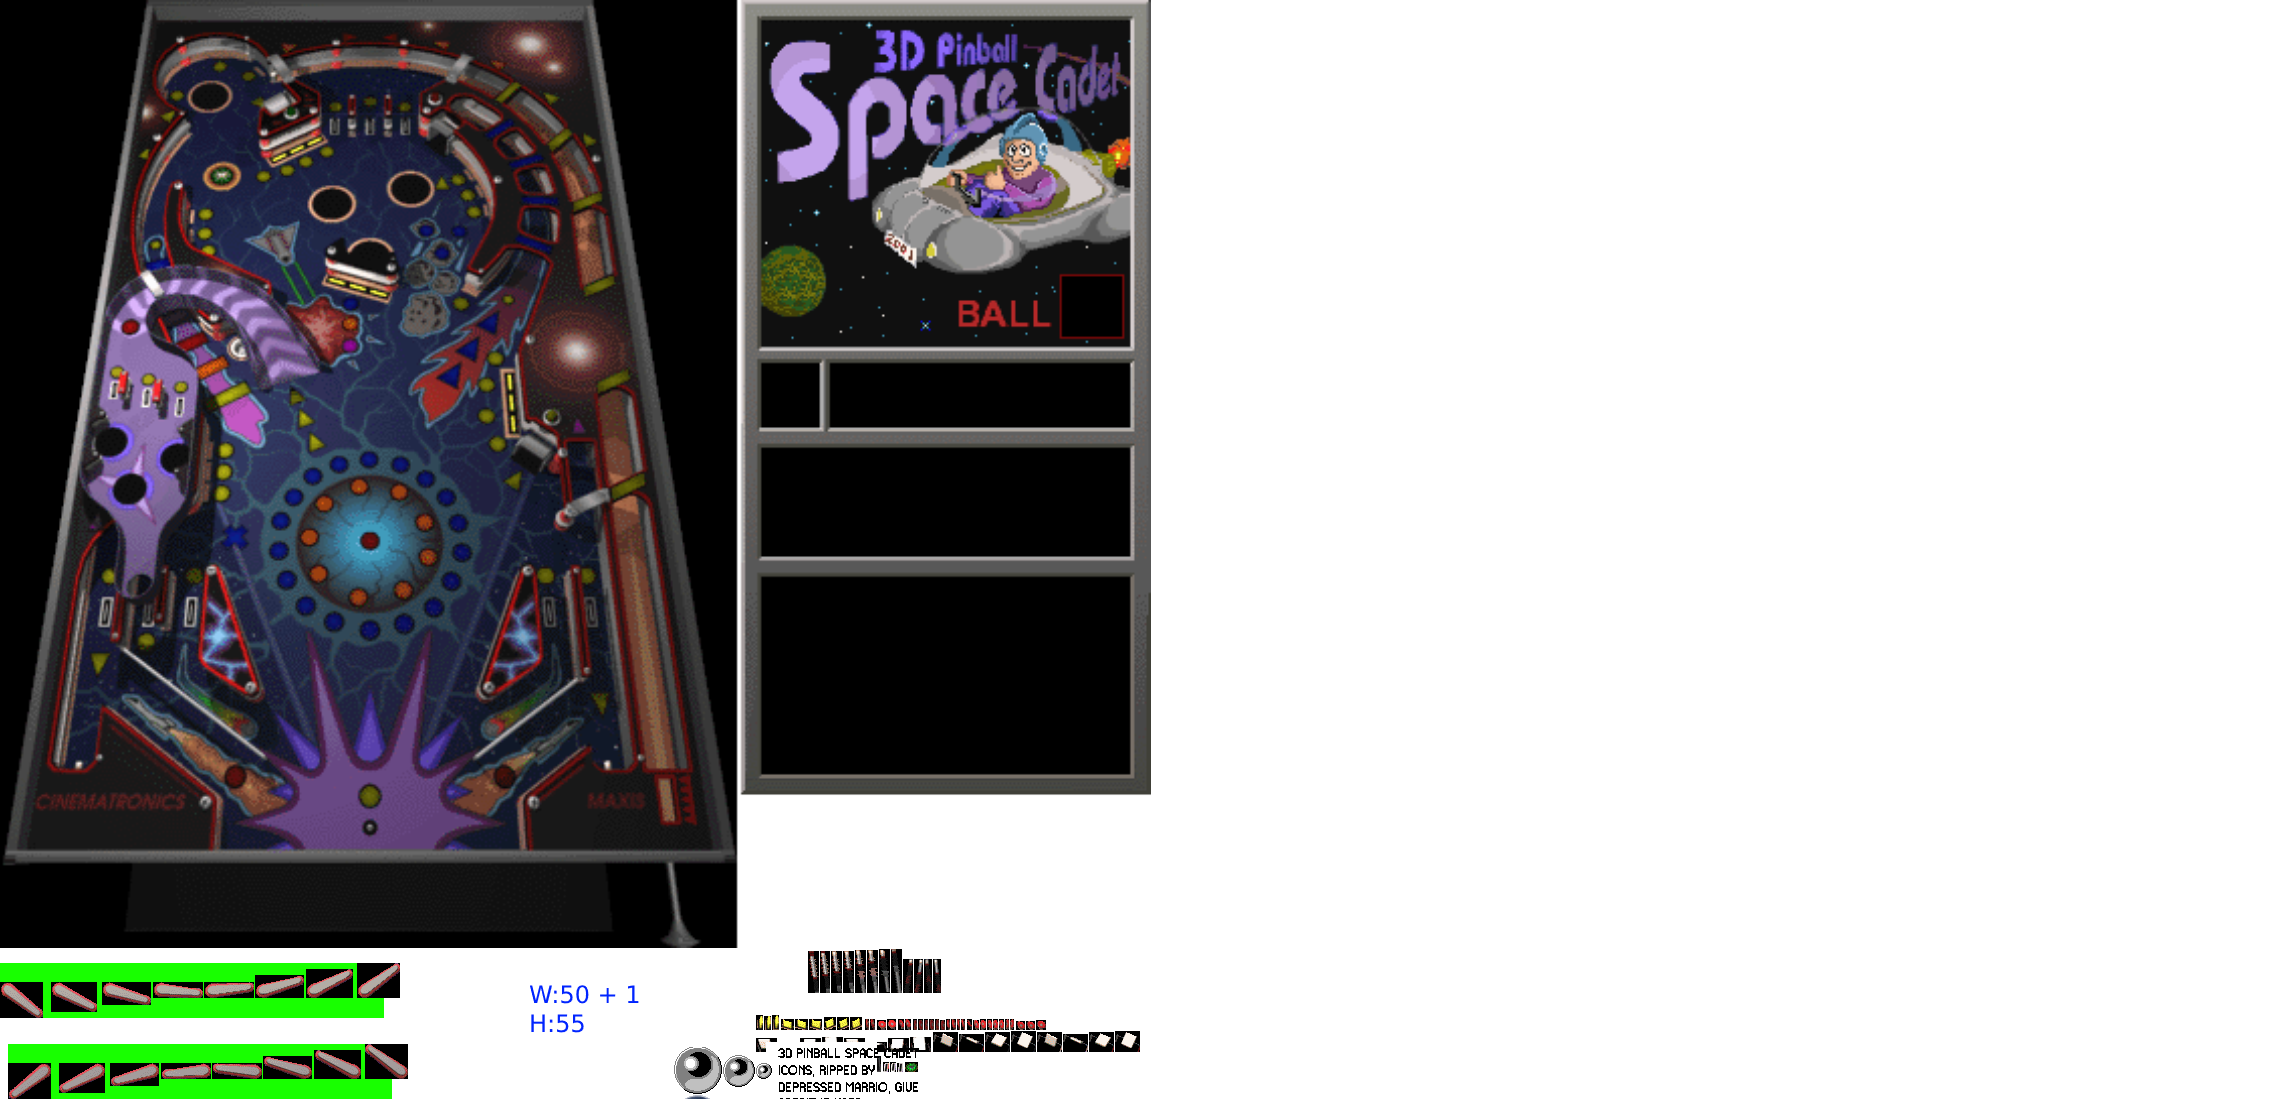 3D Pinball
Space Cadet
2001
BALL
CINEMATRONICS
MAXIS
W:50 + 1
H:55
3D PINBALL SPACE CADET
ICONS, RIPPED BY
DEPRESSED MARRIO, GIVE